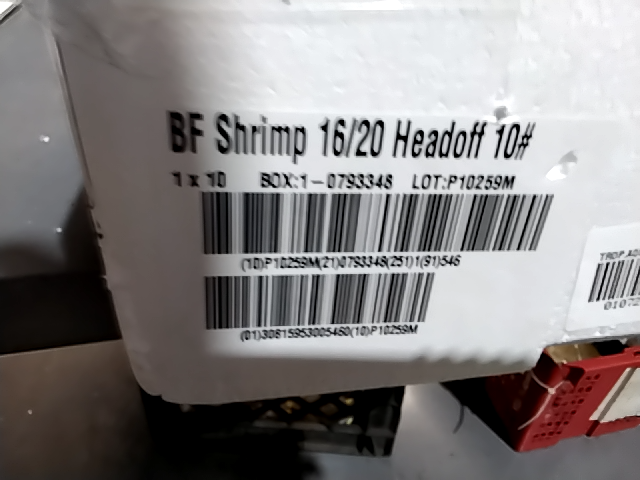 BF Shrimp 16/20 Headoff 10#
1 x 10 BOX:1-0793348 LOT:P10259M
(10)P10259M(21)0793348(251)1(91)546
(01)30815953005460(10)P10259M